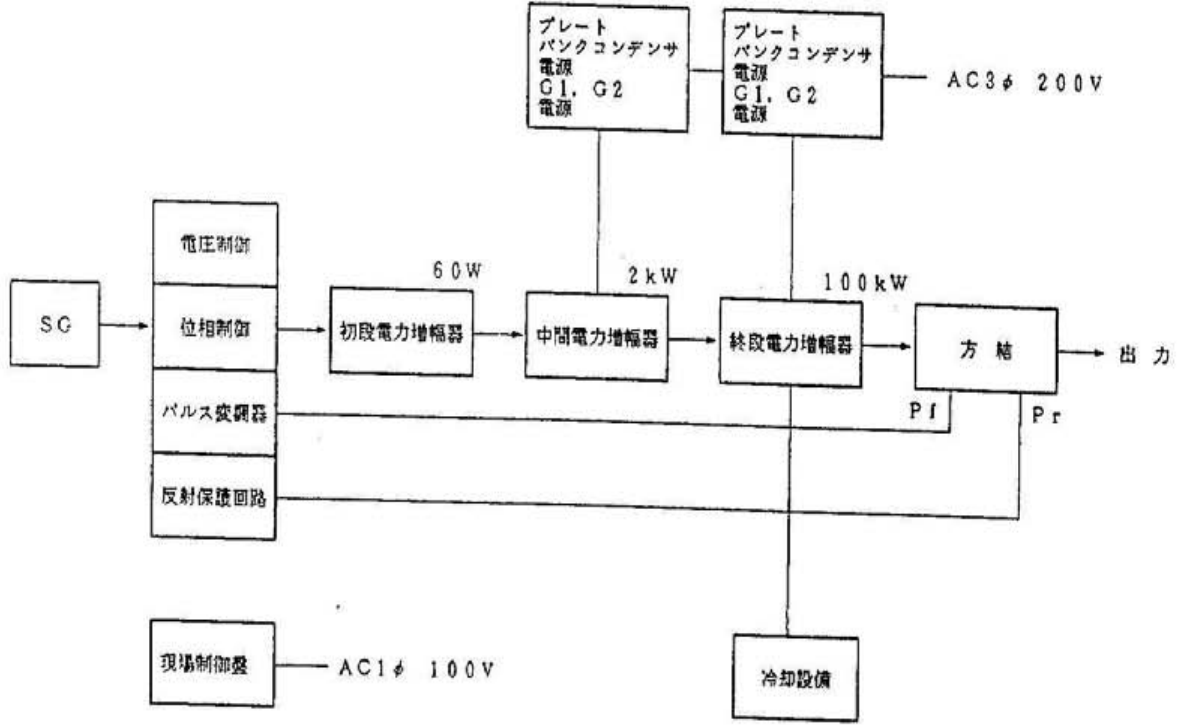 プレート
バンクコンデンサ
電源
G1, G2
電源
プレート
バンクコンデンサ
電源
G1, G2
電源
AC3φ 200V
電圧制御
60W
2kW
100kW
SG
位相制御
初段電力増幅器
中間電力増幅器
終段電力増幅器
方 結
出 力
パルス変調器
Pf
Pr
反射保護回路
現場制御盤
AC1φ 100V
冷却設備